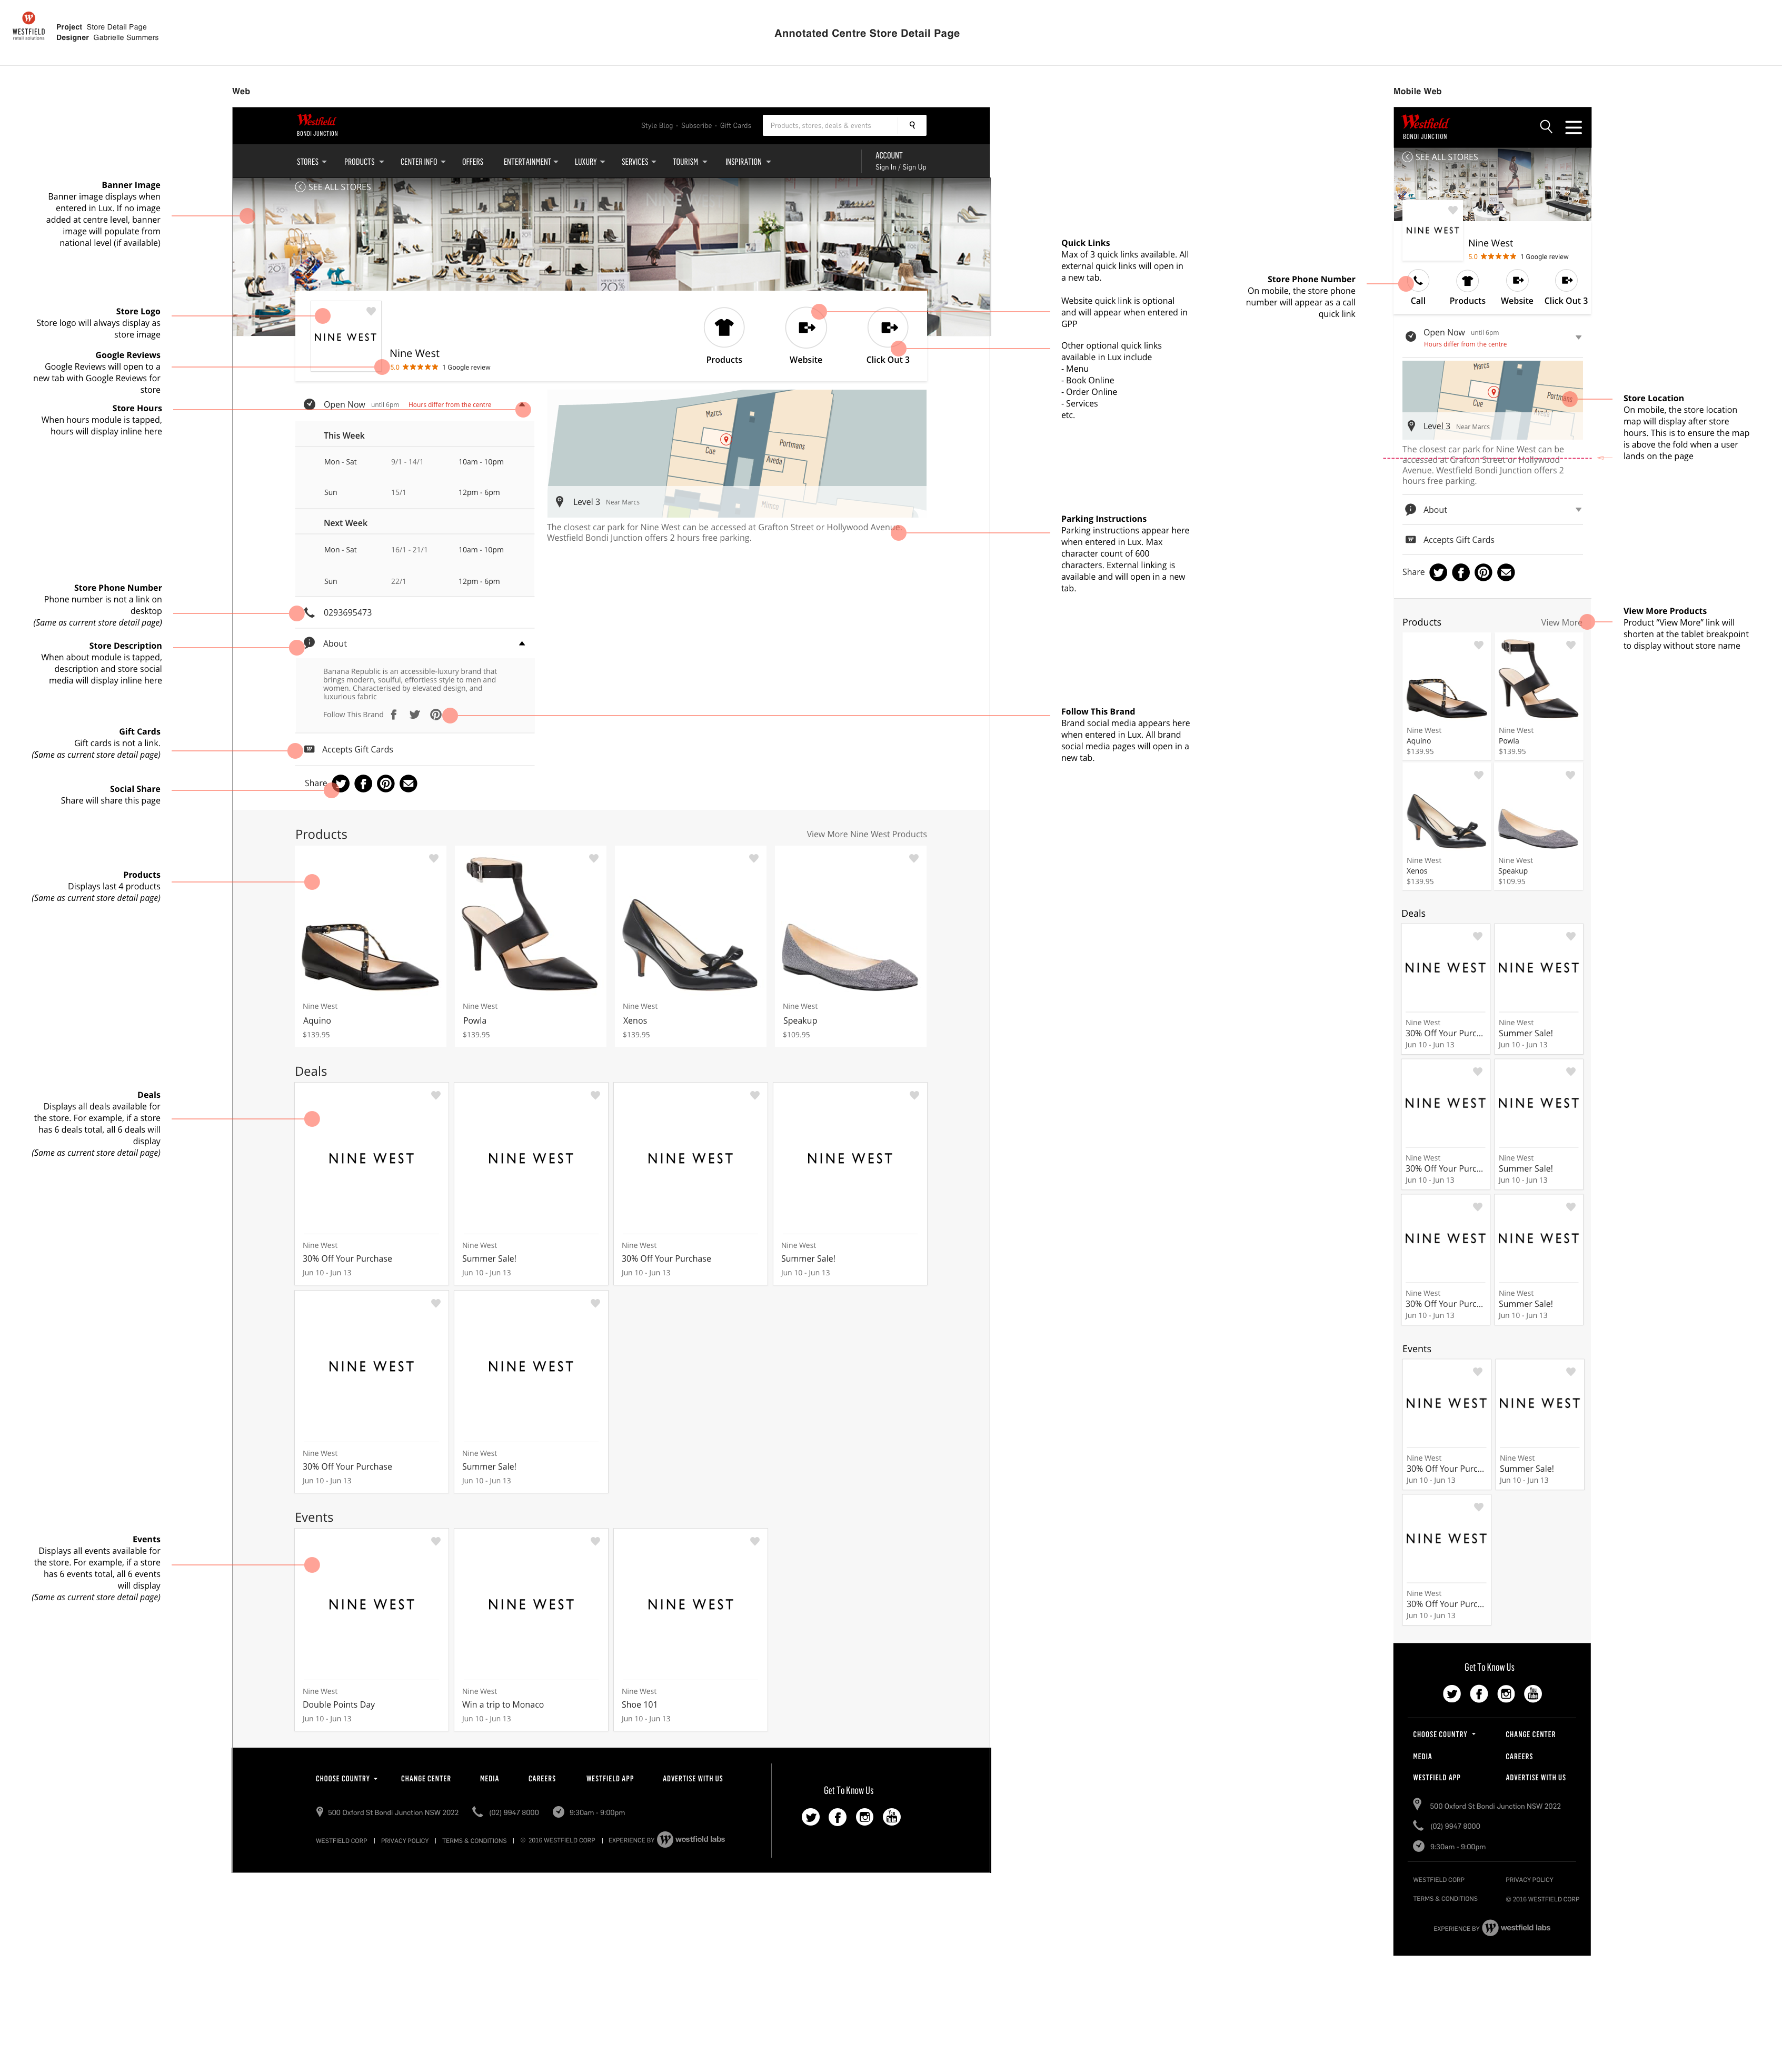 WESTFIELD
retail solutions
Project Store Detail Page
Designer Gabrielle Summers
Annotated Centre Store Detail Page
Web
Westfield
BONDI JUNCTION
Style Blog · Subscribe · Gift Cards
Products, stores, deals & events
STORES PRODUCTS CENTER INFO OFFERS ENTERTAINMENT LUXURY SERVICES TOURISM INSPIRATION
ACCOUNT
Sign In / Sign Up
SEE ALL STORES
20%
NINE WEST
Nine West
5.0 1 Google review
Products
Website
Click Out 3
Open Now until 6pm Hours differ from the centre
This Week
Mon - Sat 9/1 - 14/1 10am - 10pm
Sun 15/1 12pm - 6pm
Next Week
Mon - Sat 16/1 - 21/1 10am - 10pm
Sun 22/1 12pm - 6pm
0293695473
About
Banana Republic is an accessible-luxury brand that
brings modern, soulful, effortless style to men and
women. Characterised by elevated design, and
luxurious fabric
Follow This Brand
Accepts Gift Cards
Share
Marcs
Cue
Portmans
Aveda
Mimco
Level 3 Near Marcs
The closest car park for Nine West can be accessed at Grafton Street or Hollywood Avenue.
Westfield Bondi Junction offers 2 hours free parking.
Products
View More Nine West Products
Nine West
Aquino
$139.95
Nine West
Powla
$139.95
Nine West
Xenos
$139.95
Nine West
Speakup
$109.95
Deals
NINE WEST
Nine West
30% Off Your Purchase
Jun 10 - Jun 13
NINE WEST
Nine West
Summer Sale!
Jun 10 - Jun 13
NINE WEST
Nine West
30% Off Your Purchase
Jun 10 - Jun 13
NINE WEST
Nine West
Summer Sale!
Jun 10 - Jun 13
NINE WEST
Nine West
30% Off Your Purchase
Jun 10 - Jun 13
NINE WEST
Nine West
Summer Sale!
Jun 10 - Jun 13
Events
NINE WEST
Nine West
Double Points Day
Jun 10 - Jun 13
NINE WEST
Nine West
Win a trip to Monaco
Jun 10 - Jun 13
NINE WEST
Nine West
Shoe 101
Jun 10 - Jun 13
CHOOSE COUNTRY CHANGE CENTER MEDIA CAREERS WESTFIELD APP ADVERTISE WITH US
500 Oxford St Bondi Junction NSW 2022 (02) 9947 8000 9:30am - 9:00pm
WESTFIELD CORP | PRIVACY POLICY | TERMS & CONDITIONS | © 2016 WESTFIELD CORP | EXPERIENCE BY westfield labs
Get To Know Us
You Tube
Banner Image
Banner image displays when
entered in Lux. If no image
added at centre level, banner
image will populate from
national level (if available)
Store Logo
Store logo will always display as
store image
Google Reviews
Google Reviews will open to a
new tab with Google Reviews for
store
Store Hours
When hours module is tapped,
hours will display inline here
Store Phone Number
Phone number is not a link on
desktop
(Same as current store detail page)
Store Description
When about module is tapped,
description and store social
media will display inline here
Gift Cards
Gift cards is not a link.
(Same as current store detail page)
Social Share
Share will share this page
Products
Displays last 4 products
(Same as current store detail page)
Deals
Displays all deals available for
the store. For example, if a store
has 6 deals total, all 6 deals will
display
(Same as current store detail page)
Events
Displays all events available for
the store. For example, if a store
has 6 events total, all 6 events
will display
(Same as current store detail page)
Quick Links
Max of 3 quick links available. All
external quick links will open in
a new tab.
Website quick link is optional
and will appear when entered in
GPP
Other optional quick links
available in Lux include
- Menu
- Book Online
- Order Online
- Services
etc.
Parking Instructions
Parking instructions appear here
when entered in Lux. Max
character count of 600
characters. External linking is
available and will open in a new
tab.
Follow This Brand
Brand social media appears here
when entered in Lux. All brand
social media pages will open in a
new tab.
Mobile Web
Westfield
BONDI JUNCTION
SEE ALL STORES
NINE WEST
Nine West
5.0 1 Google review
Call
Products
Website
Click Out 3
Open Now until 6pm
Hours differ from the centre
Marcs
Cue
Portmans
Level 3 Near Marcs
The closest car park for Nine West can be
accessed at Grafton Street or Hollywood
Avenue. Westfield Bondi Junction offers 2
hours free parking.
About
Accepts Gift Cards
Share
Products
View More
Nine West
Aquino
$139.95
Nine West
Powla
$139.95
Nine West
Xenos
$139.95
Nine West
Speakup
$109.95
Deals
NINE WEST
Nine West
30% Off Your Purc...
Jun 10 - Jun 13
NINE WEST
Nine West
Summer Sale!
Jun 10 - Jun 13
NINE WEST
Nine West
30% Off Your Purc...
Jun 10 - Jun 13
NINE WEST
Nine West
Summer Sale!
Jun 10 - Jun 13
NINE WEST
Nine West
30% Off Your Purc...
Jun 10 - Jun 13
NINE WEST
Nine West
Summer Sale!
Jun 10 - Jun 13
Events
NINE WEST
Nine West
30% Off Your Purc...
Jun 10 - Jun 13
NINE WEST
Nine West
Summer Sale!
Jun 10 - Jun 13
NINE WEST
Nine West
30% Off Your Purc...
Jun 10 - Jun 13
Get To Know Us
You Tube
CHOOSE COUNTRY CHANGE CENTER
MEDIA CAREERS
WESTFIELD APP ADVERTISE WITH US
500 Oxford St Bondi Junction NSW 2022
(02) 9947 8000
9:30am - 9:00pm
WESTFIELD CORP PRIVACY POLICY
TERMS & CONDITIONS © 2016 WESTFIELD CORP
EXPERIENCE BY westfield labs
Store Phone Number
On mobile, the store phone
number will appear as a call
quick link
Store Location
On mobile, the store location
map will display after store
hours. This is to ensure the map
is above the fold when a user
lands on the page
View More Products
Product “View More” link will
shorten at the tablet breakpoint
to display without store name